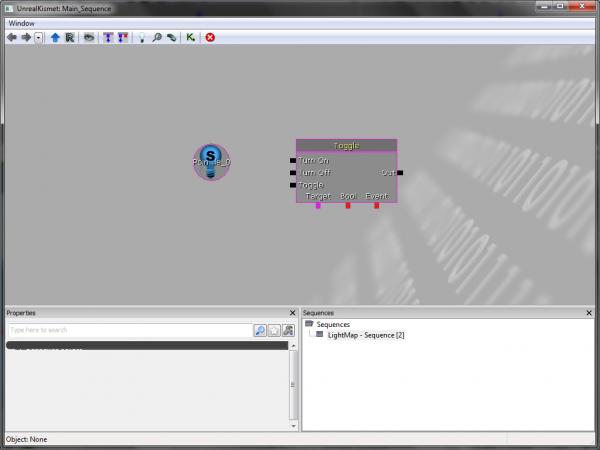 UnrealKismet: Main_Sequence
Window
Toggle
Turn On
Turn Off
Out
Toggle
Target Bool Event
Properties
Type here to search
Sequences
Sequences
LightMap - Sequence [2]
Object: None